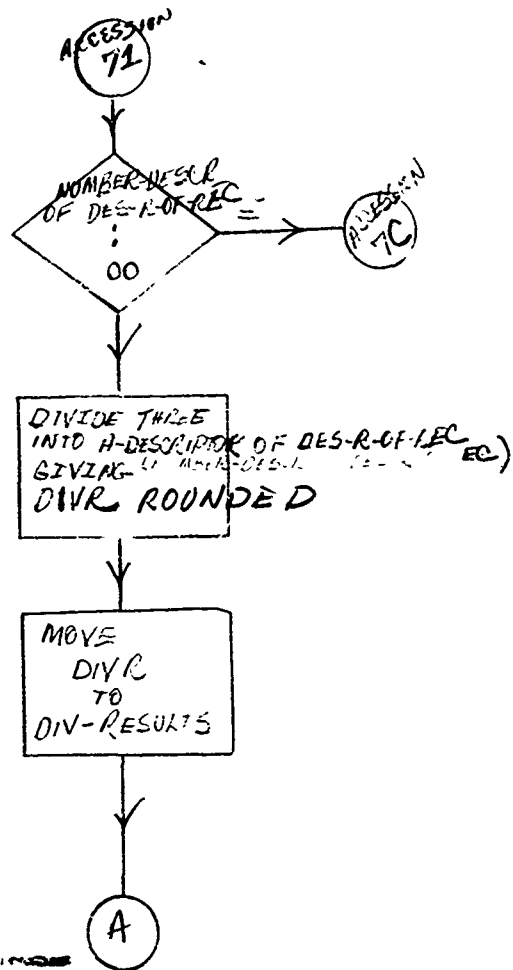 ACCESSION
71
NUMBER-DESCR
OF DES-R-OF-REC
=
:
00
ACCESSION
7C
DIVIDE THREE
INTO #-DESCRIPTOR OF DES-R-OF-REC
EC)
GIVING
DIVR ROUNDED
MOVE
DIVR
TO
DIV-RESULTS
A